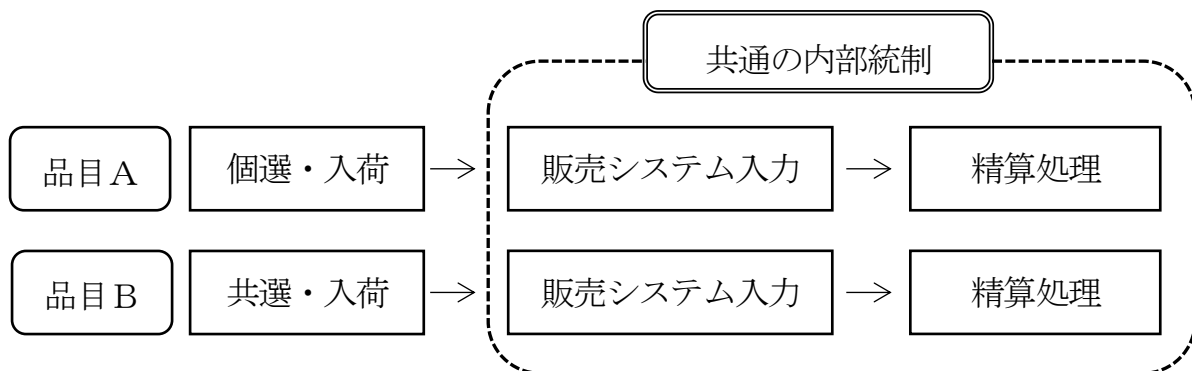 共通の内部統制
品目A 個選・入荷 → 販売システム入力 → 精算処理
品目B 共選・入荷 → 販売システム入力 → 精算処理